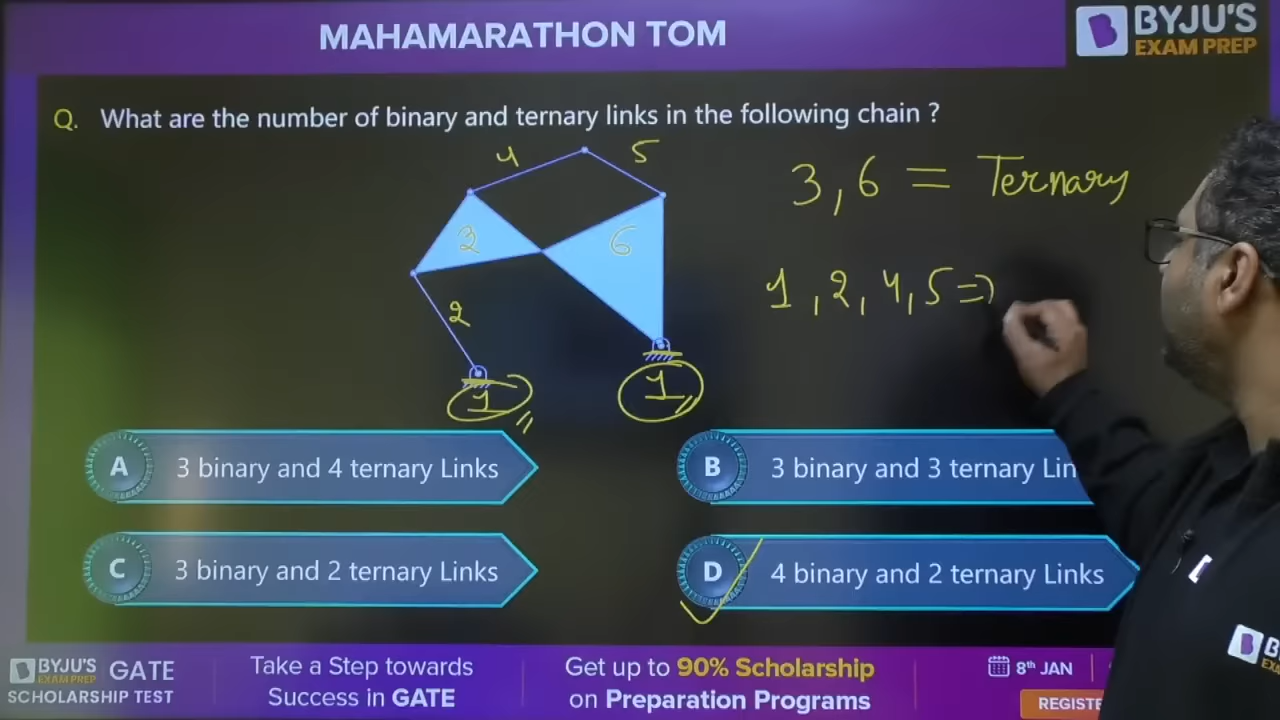 MAHAMARATHON TOM
BYJU'S
EXAM PREP
Q. What are the number of binary and ternary links in the following chain ?
4
5
3
6
2
1
1
3, 6 = Ternary
1, 2, 4, 5 ⇒
A 3 binary and 4 ternary Links
B 3 binary and 3 ternary Lin
C 3 binary and 2 ternary Links
D 4 binary and 2 ternary Links
BYJU'S
EXAM PREP
GATE
SCHOLARSHIP TEST
Take a Step towards
Success in GATE
Get up to 90% Scholarship
on Preparation Programs
8th JAN
REGISTE